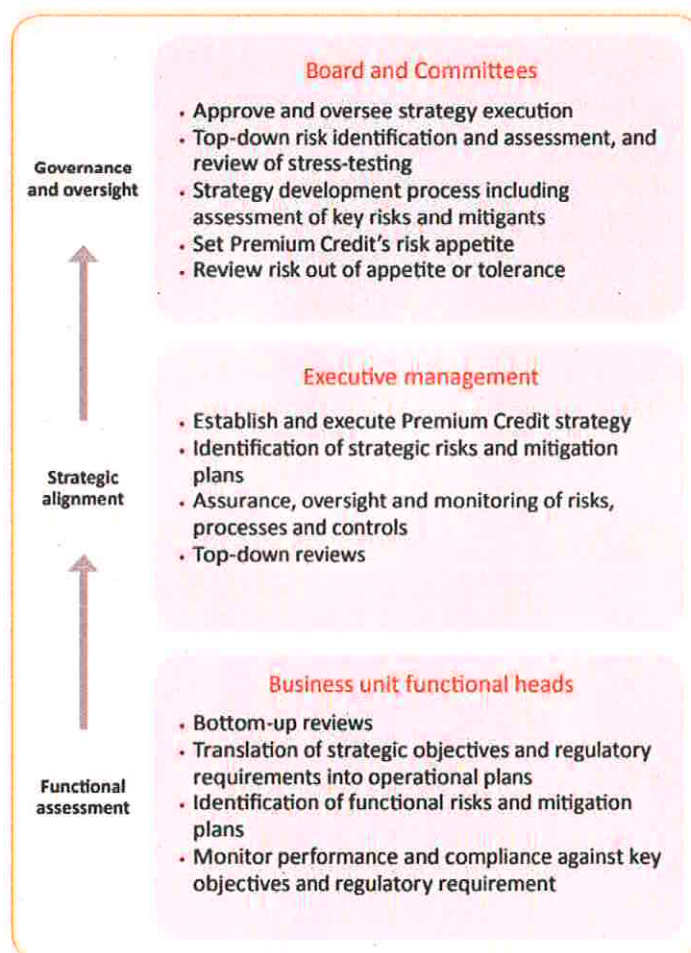 Board and Committees
• Approve and oversee strategy execution
• Top-down risk identification and assessment, and
review of stress-testing
• Strategy development process including
assessment of key risks and mitigants
• Set Premium Credit's risk appetite
• Review risk out of appetite or tolerance
Governance
and oversight
Executive management
• Establish and execute Premium Credit strategy
• Identification of strategic risks and mitigation
plans
• Assurance, oversight and monitoring of risks,
processes and controls
• Top-down reviews
Strategic
alignment
Business unit functional heads
• Bottom-up reviews
• Translation of strategic objectives and regulatory
requirements into operational plans
• Identification of functional risks and mitigation
plans
• Monitor performance and compliance against key
objectives and regulatory requirement
Functional
assessment